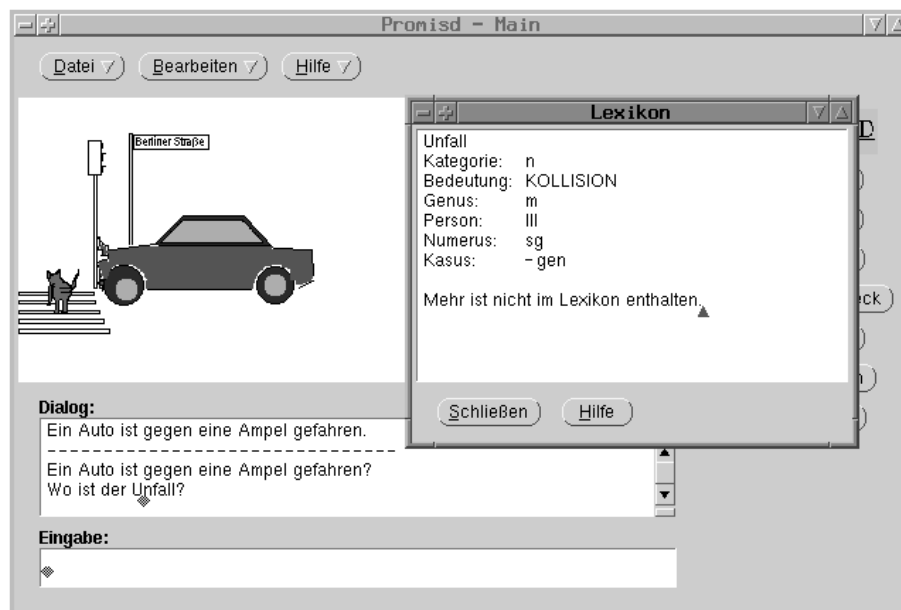 Promisd - Main
Datei
Bearbeiten
Hilfe
Berliner Straße
Lexikon
Unfall
Kategorie: n
Bedeutung: KOLLISION
Genus: m
Person: III
Numerus: sg
Kasus: - gen
Mehr ist nicht im Lexikon enthalten.
Schließen
Hilfe
D
eck
n
Dialog:
Ein Auto ist gegen eine Ampel gefahren.
--------------------------------
Ein Auto ist gegen eine Ampel gefahren?
Wo ist der Unfall?
Eingabe: